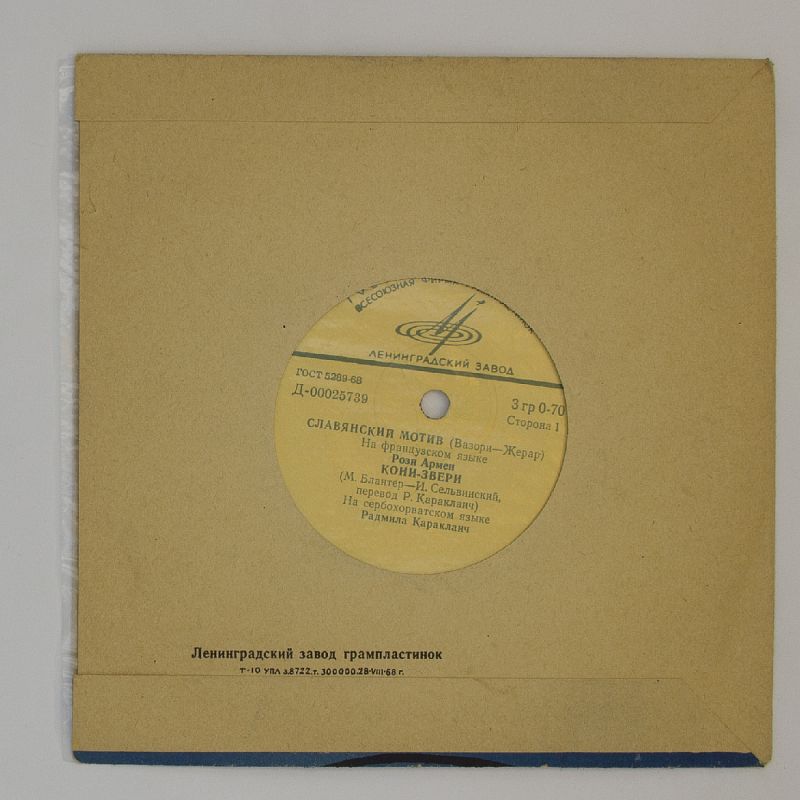 ВСЕСОЮЗНАЯ ФИРМА
ЛЕНИНГРАДСКИЙ ЗАВОД
ГОСТ 5289-68
Д-00025739
3 гр 0-70
Сторона 1
СЛАВЯНСКИЙ МОТИВ (Вазори—Жерар)
На французском языке
Рози Армен
КОНИ-ЗВЕРИ
(М. Блантер—И. Сельвинский,
перевод Р. Караклаич)
На сербохорватском языке
Радмила Караклаич
Ленинградский завод грампластинок
Т-10 УПЛ з.8722.т. 300000.28-VIII-68 г.